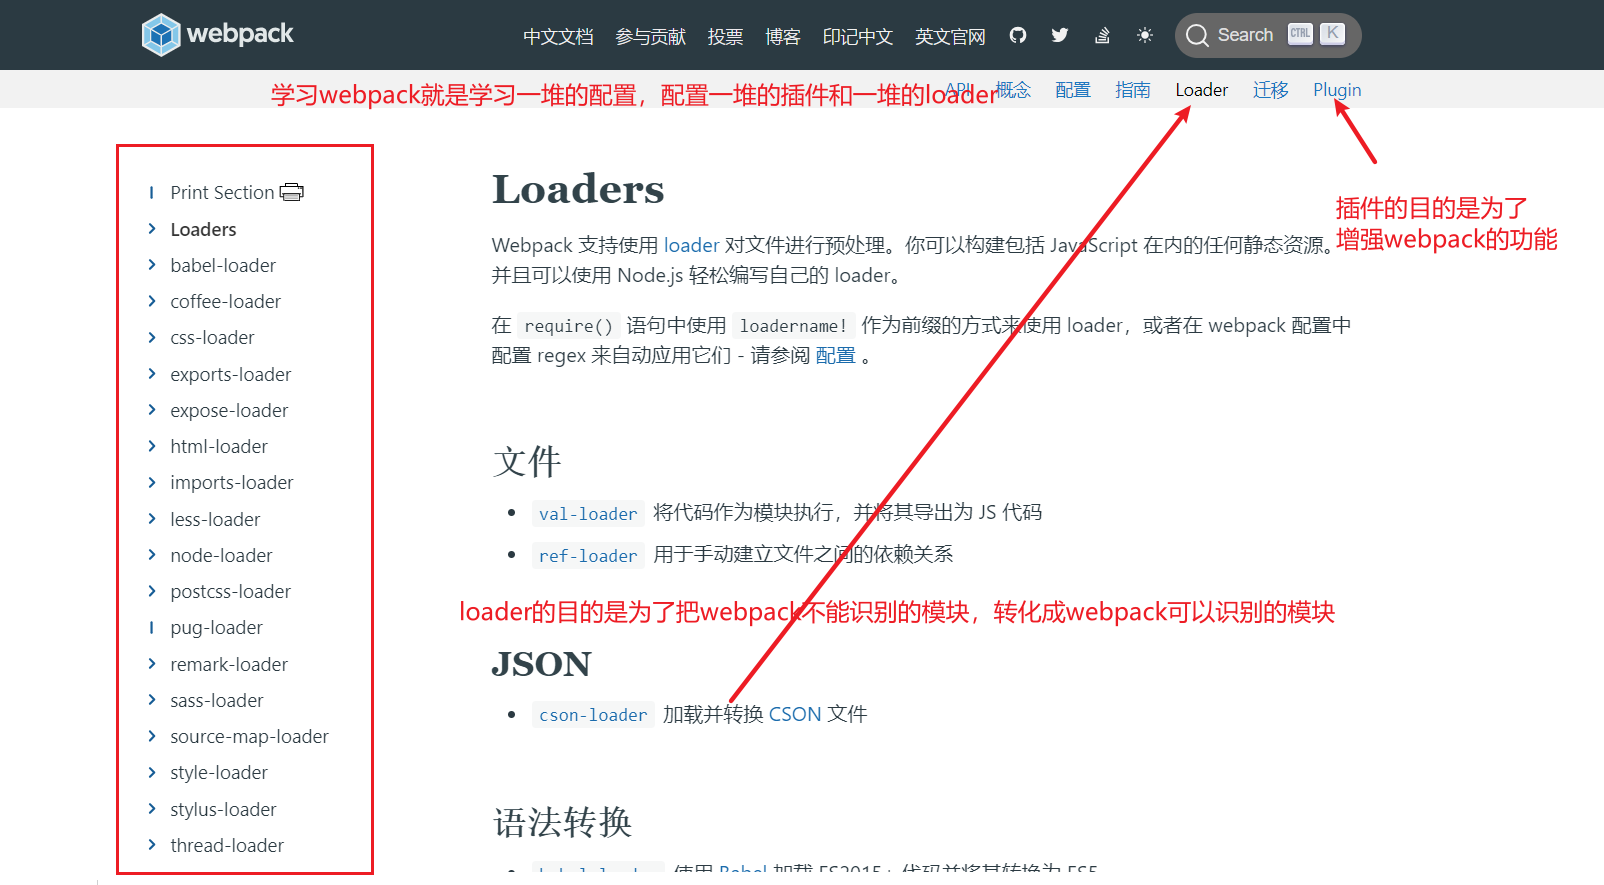 webpack
中文文档 参与贡献 投票 博客 印记中文 英文官网 Search CTRL K
学习webpack就是学习一堆的配置，配置一堆的插件和一堆的loader
API 概念 配置 指南 Loader 迁移 Plugin
插件的目的是为了
增强webpack的功能
Print Section
Loaders
babel-loader
coffee-loader
css-loader
exports-loader
expose-loader
html-loader
imports-loader
less-loader
node-loader
postcss-loader
pug-loader
remark-loader
sass-loader
source-map-loader
style-loader
stylus-loader
thread-loader
Loaders
Webpack 支持使用 loader 对文件进行预处理。你可以构建包括 JavaScript 在内的任何静态资源。
并且可以使用 Node.js 轻松编写自己的 loader。
在 require() 语句中使用 loadername! 作为前缀的方式来使用 loader，或者在 webpack 配置中
配置 regex 来自动应用它们 - 请参阅 配置 。
文件
val-loader 将代码作为模块执行，并将其导出为 JS 代码
ref-loader 用于手动建立文件之间的依赖关系
loader的目的是为了把webpack不能识别的模块，转化成webpack可以识别的模块
JSON
cson-loader 加载并转换 CSON 文件
语法转换
babel-loader 使用 Babel 加载 ES2015+ 代码并将其转换为 ES5